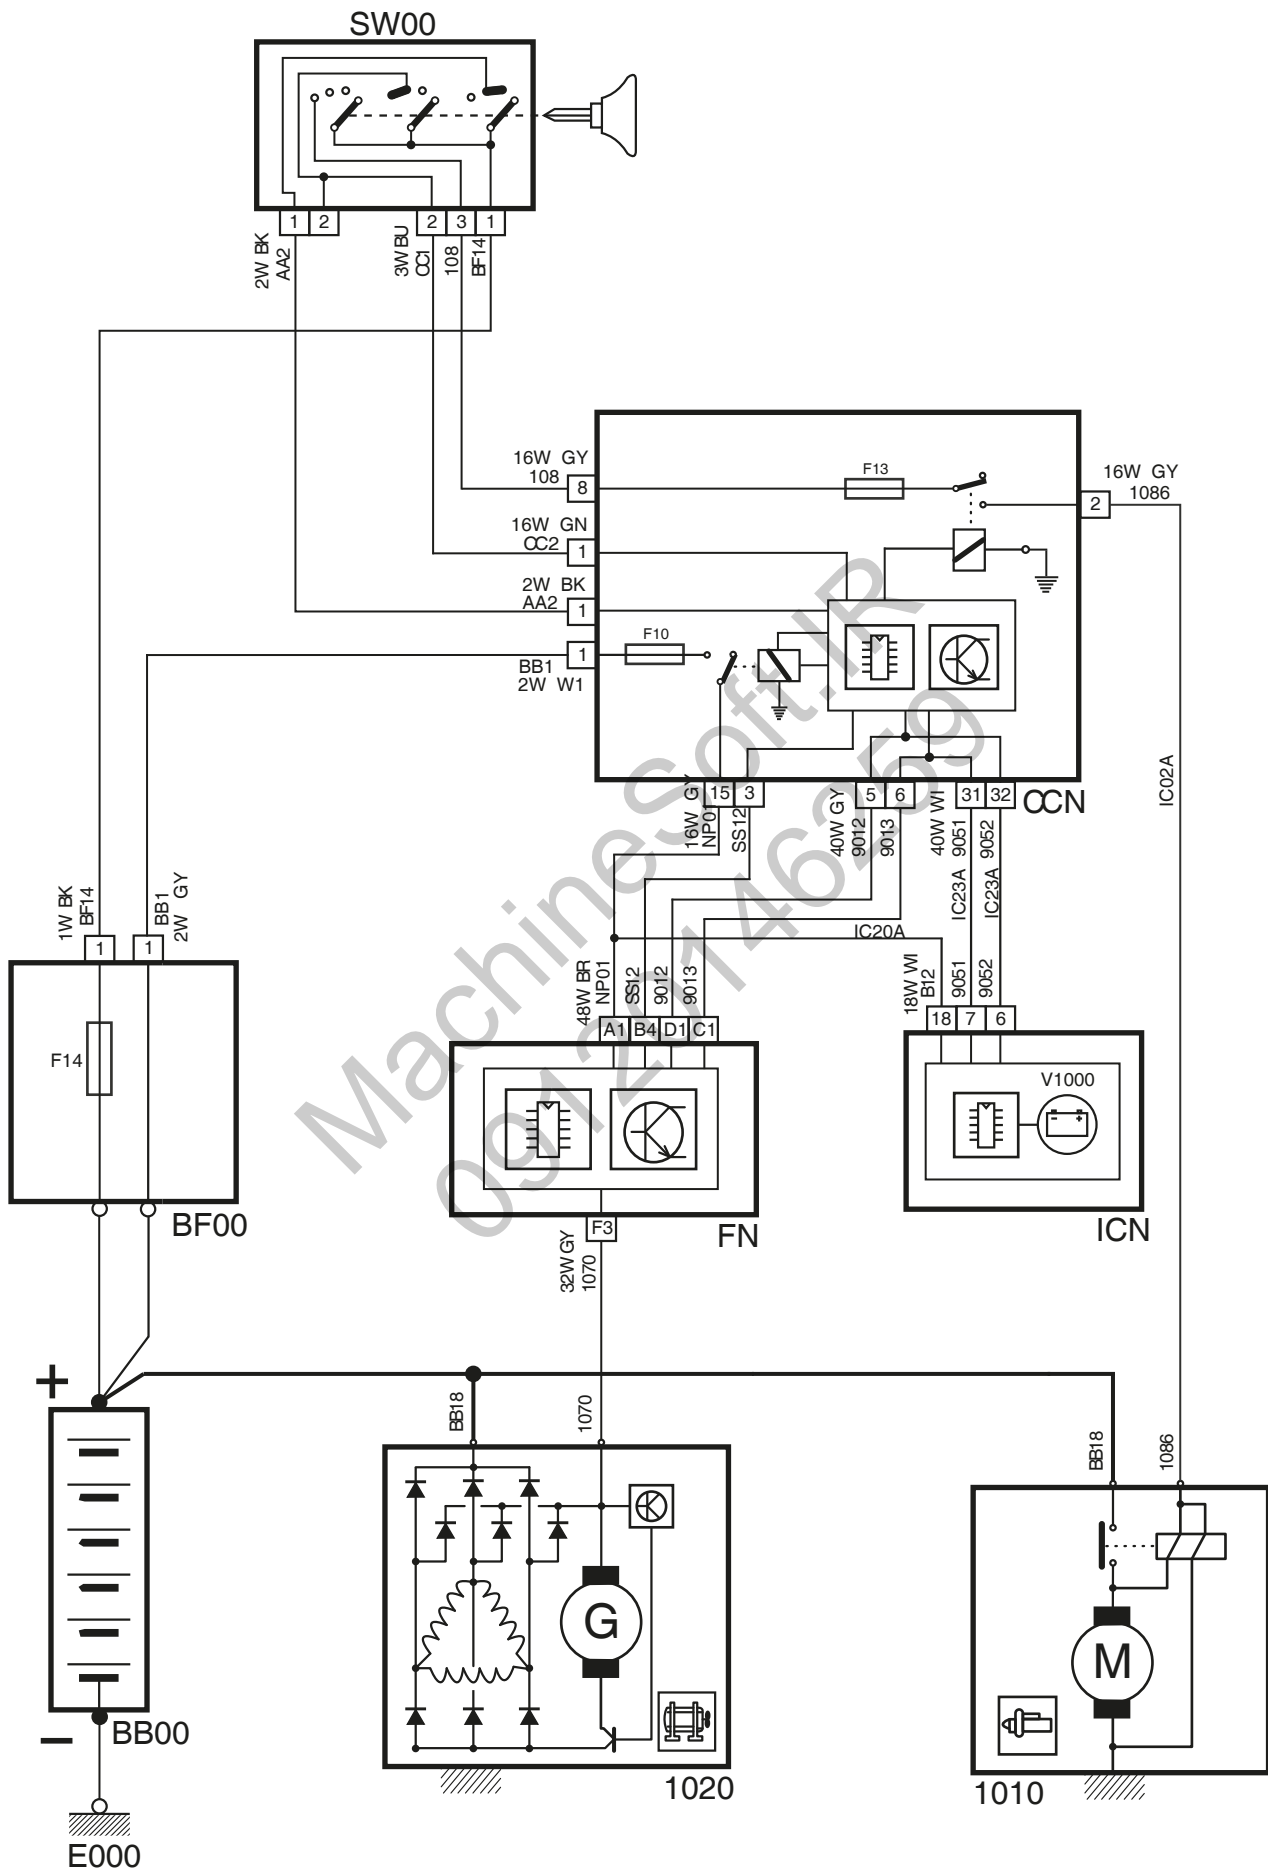 SW00
1 2 2 3 1
2W BK
AA2
3W BU
CC1
108
BF14
16W GY
108
8
F13
16W GY
1086
2
16W GN
CC2
1
2W BK
AA2
1
F10
1
BB1
2W W1
15 3 5 6 31 32
CCN
16W GY
NP01
SS12
40W GY
9012
9013
40W WI
9051
9052
IC23A
IC23A
IC02A
IC20A
1W BK
BF14
BB1
2W GY
1 1
F14
BF00
48W BR
NP01
SS12
9012
9013
A1 B4 D1 C1
18W WI
B12
9051
9052
18 7 6
V1000
FN
ICN
F3
32W GY
1070
+
BB18
1070
BB18
1086
G
M
−
BB00
1020
1010
E000
MachineSoft.IR
09120146259